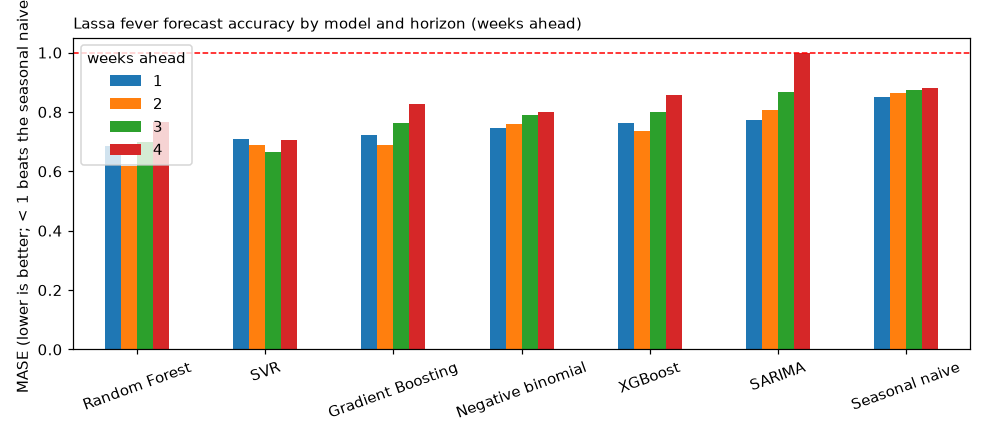 Lassa fever forecast accuracy by model and horizon (weeks ahead)
MASE (lower is better; < 1 beats the seasonal naive
1.0
0.8
0.6
0.4
0.2
0.0
weeks ahead
1
2
3
4
Random Forest
SVR
Gradient Boosting
Negative binomial
XGBoost
SARIMA
Seasonal naive